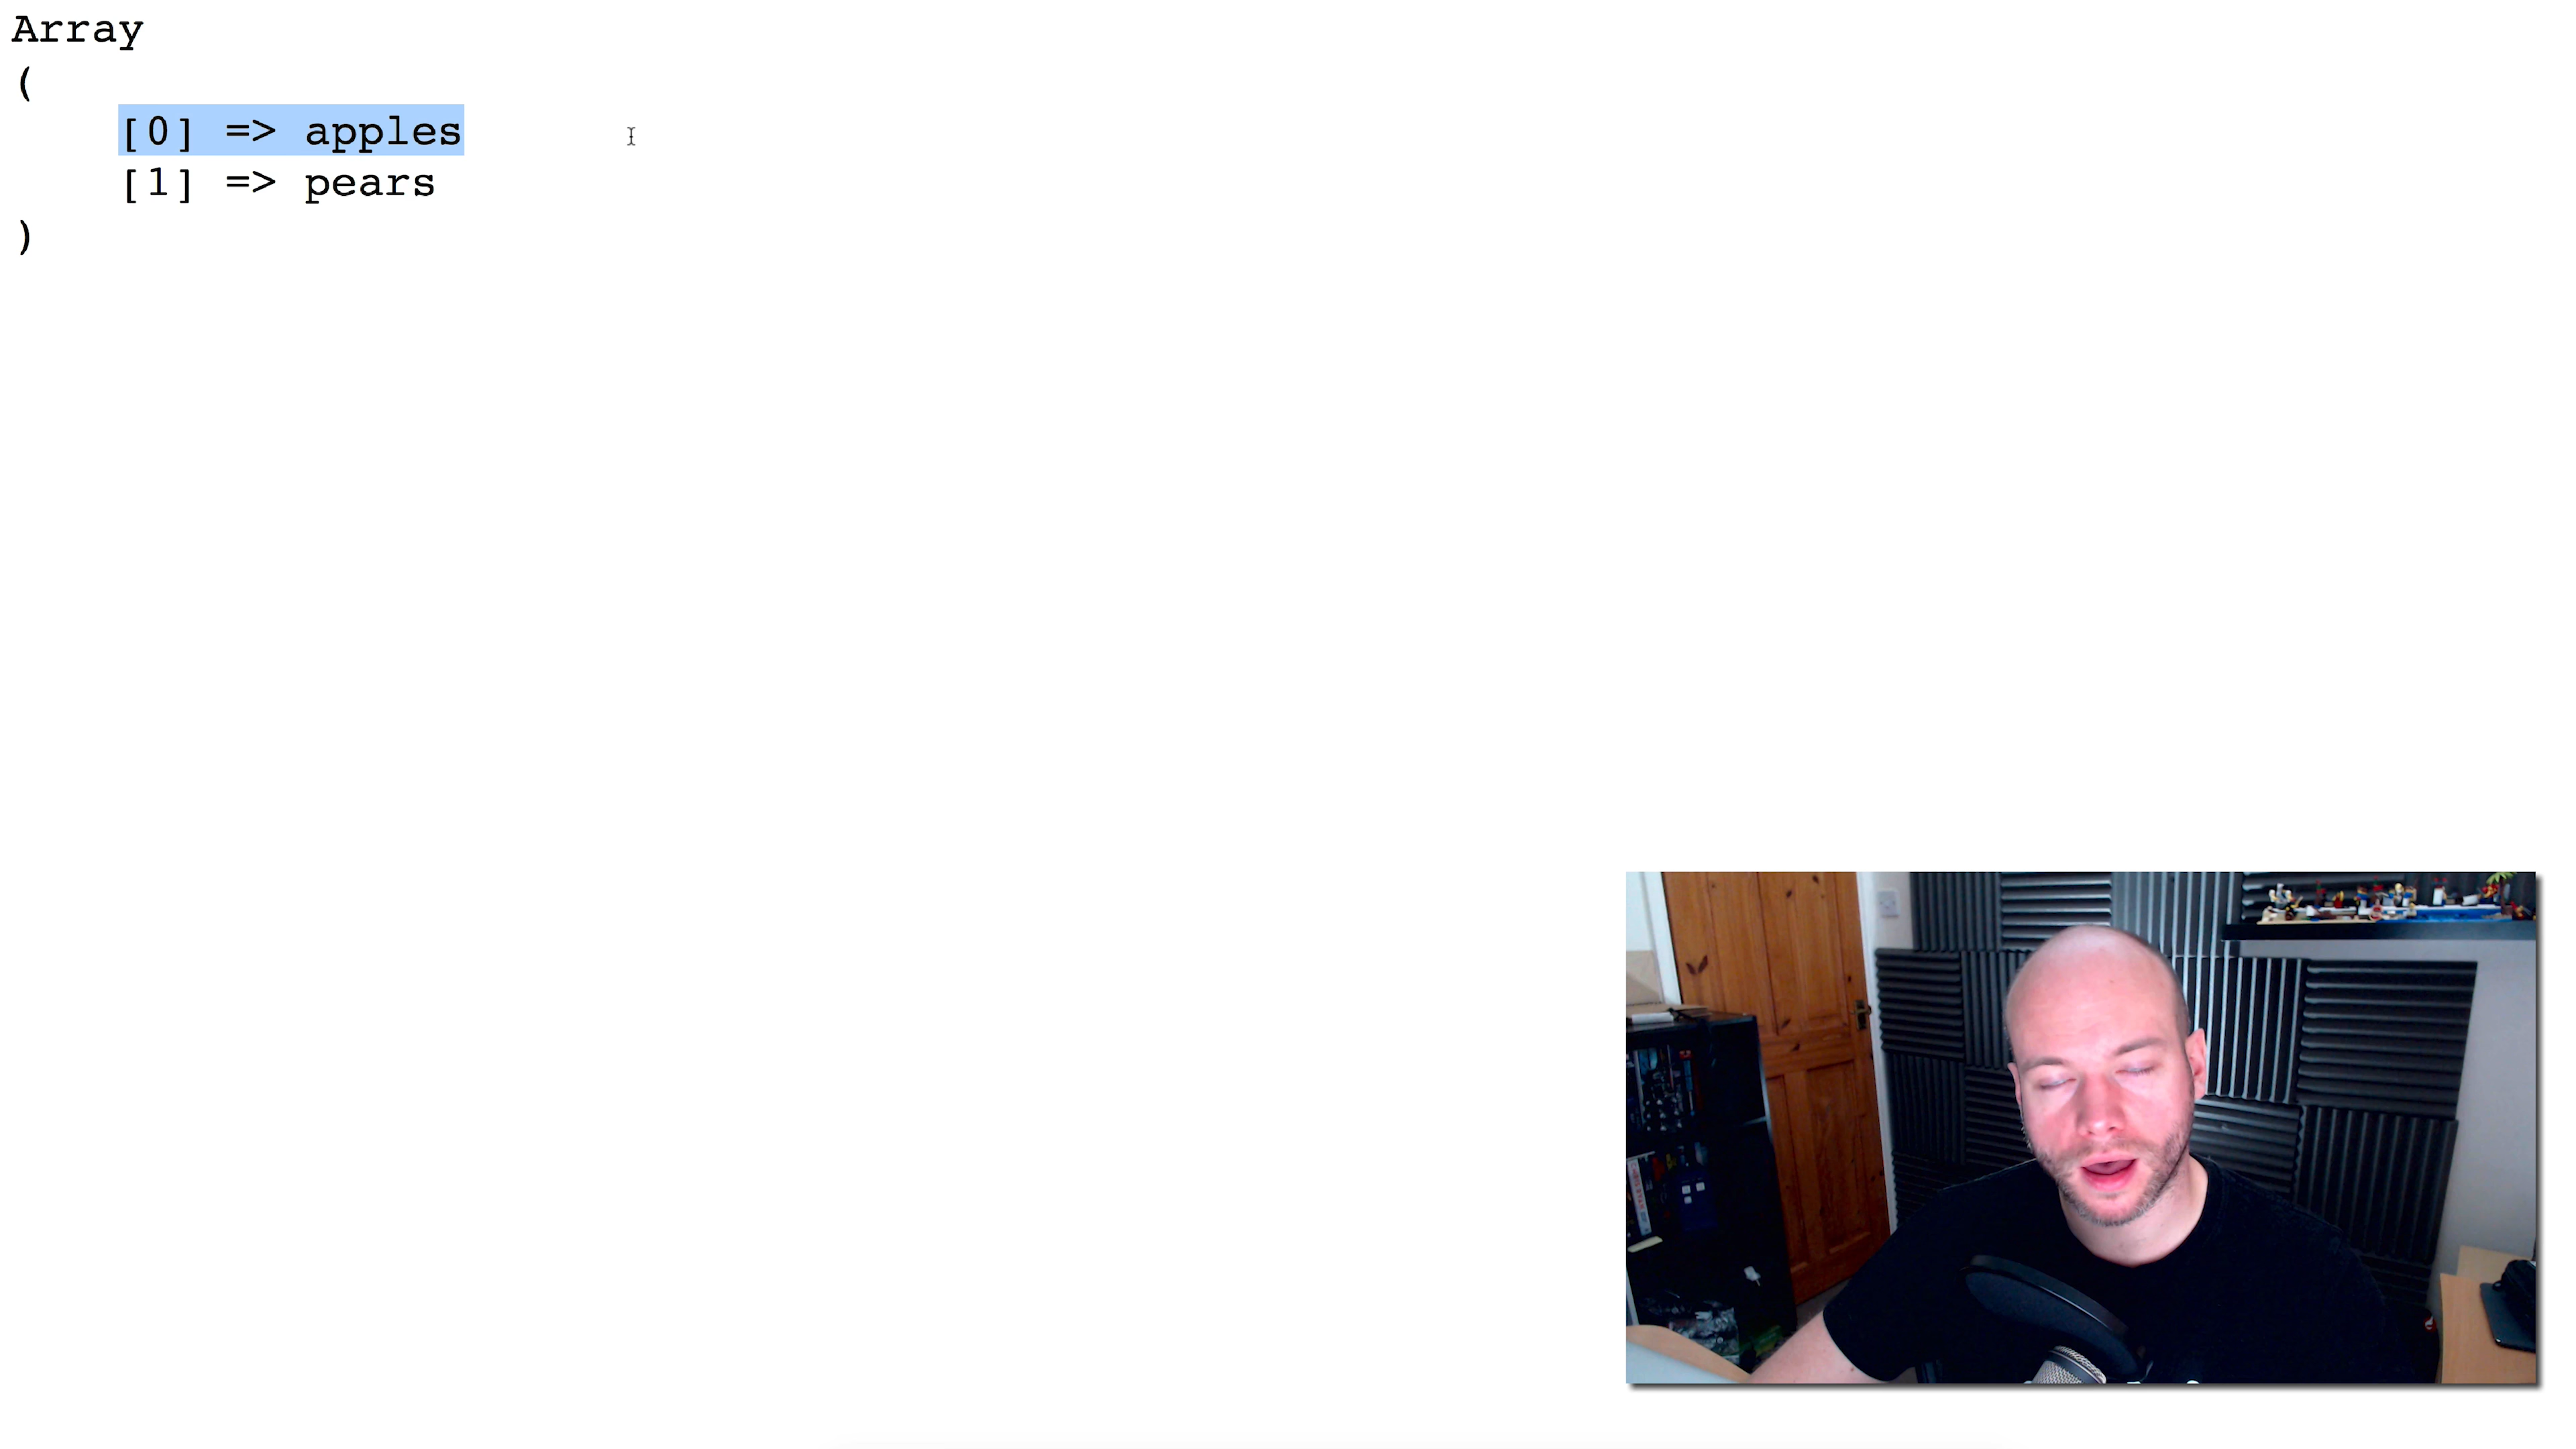 Array
(
[0] => apples
[1] => pears
)